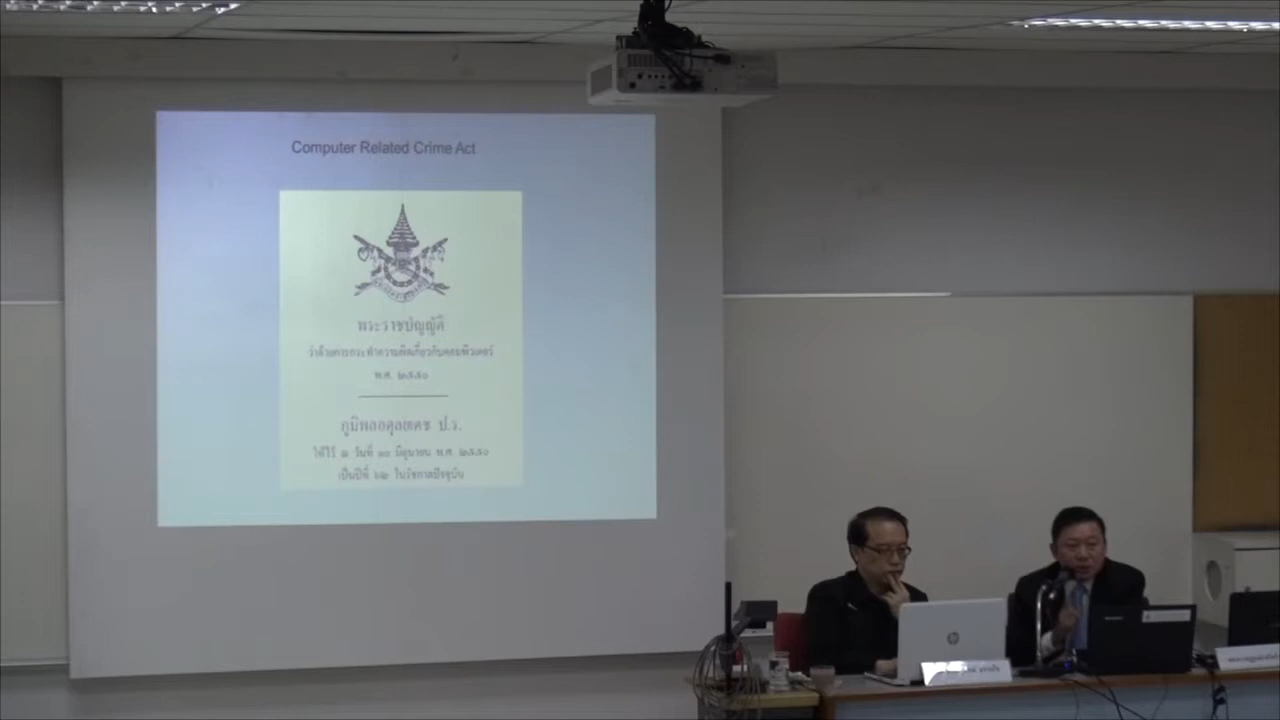 Computer Related Crime Act
พระราชบัญญัติ
ว่าด้วยการกระทำความผิดเกี่ยวกับคอมพิวเตอร์
พ.ศ. ๒๕๕๐
ภูมิพลอดุลยเดช ป.ร.
ให้ไว้ ณ วันที่ ๑๐ มิถุนายน พ.ศ. ๒๕๕๐
เป็นปีที่ ๖๒ ในรัชกาลปัจจุบัน
hp